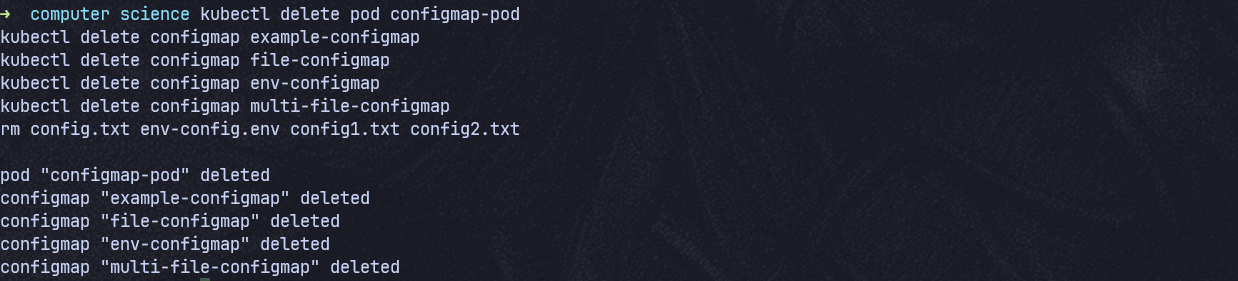 → computer science kubectl delete pod configmap-pod
kubectl delete configmap example-configmap
kubectl delete configmap file-configmap
kubectl delete configmap env-configmap
kubectl delete configmap multi-file-configmap
rm config.txt env-config.env config1.txt config2.txt
pod "configmap-pod" deleted
configmap "example-configmap" deleted
configmap "file-configmap" deleted
configmap "env-configmap" deleted
configmap "multi-file-configmap" deleted